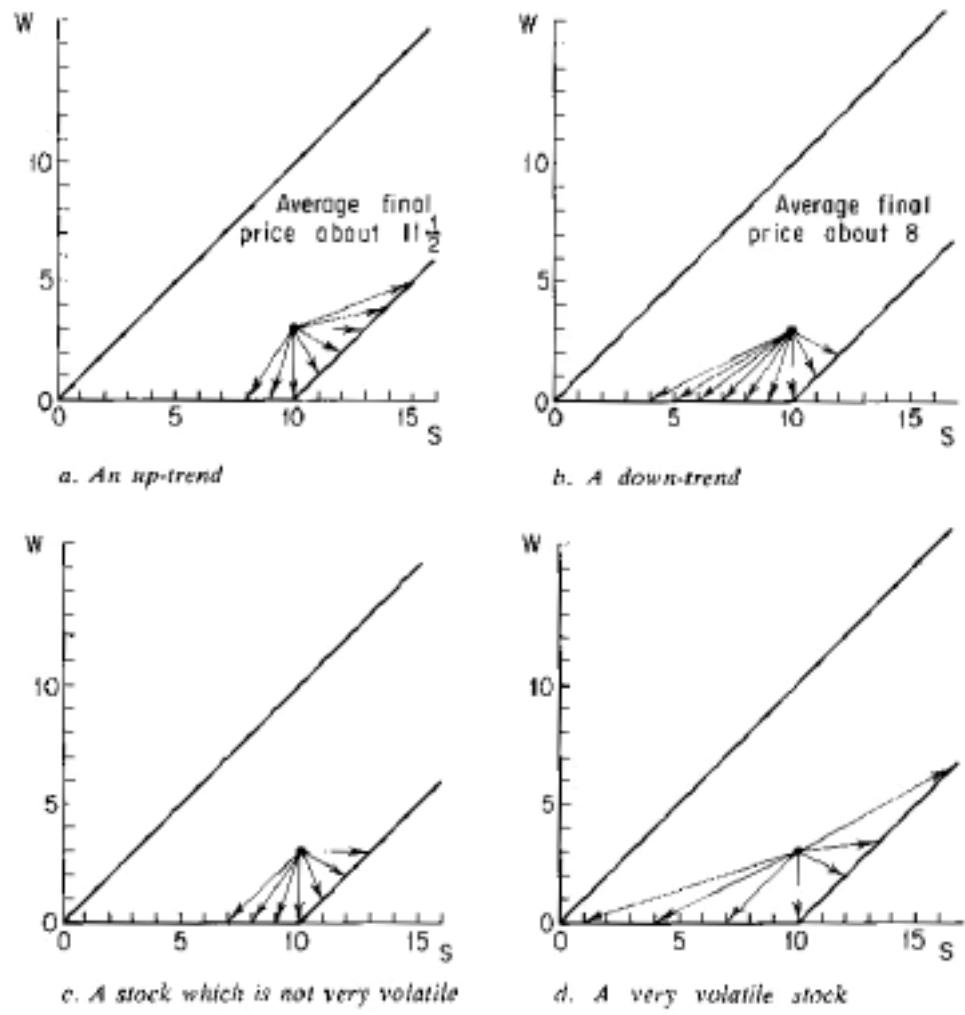 W
10
Average final
price about 11 1/2
5
0
0 5 10 15
S
a. An up-trend
W
10
Average final
price about 8
5
0
0 5 10 15
S
b. A down-trend
W
10
5
0
0 5 10 15 S
c. A stock which is not very volatile
W
10
5
0
0 5 10 15 S
d. A very volatile stock